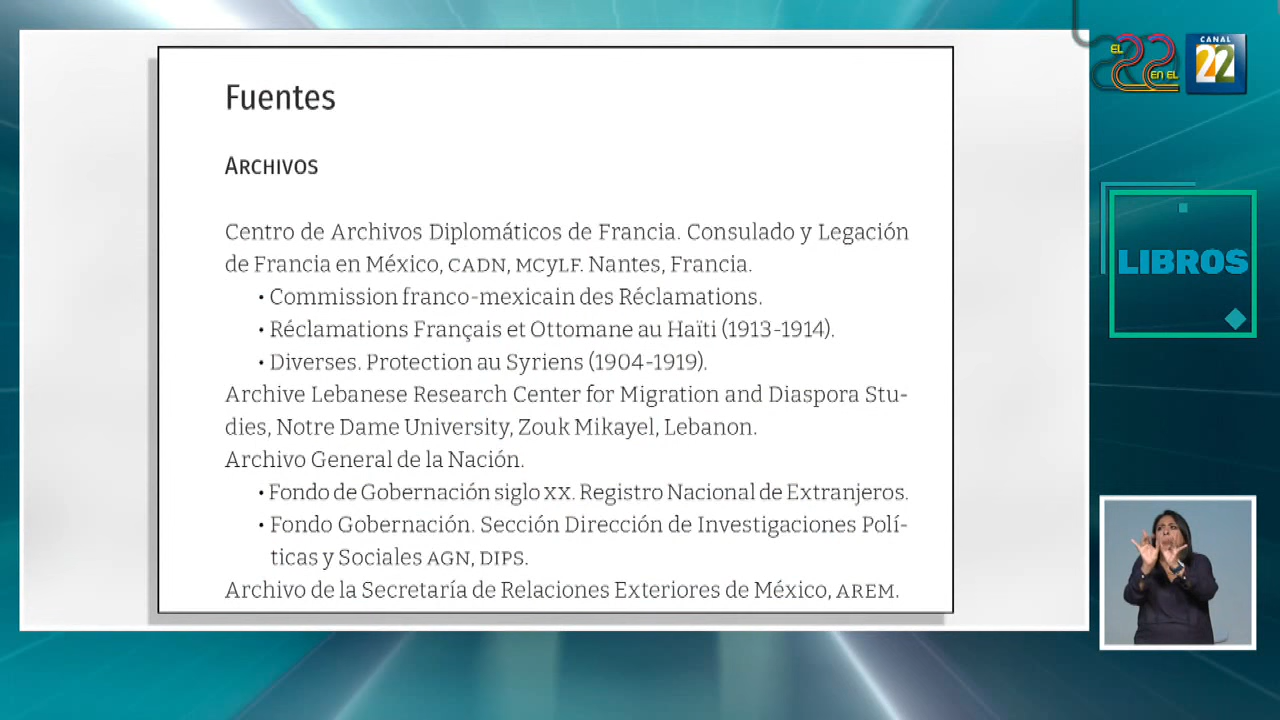 Fuentes
ARCHIVOS
Centro de Archivos Diplomáticos de Francia. Consulado y Legación
de Francia en México, CADN, MCyLF. Nantes, Francia.
• Commission franco-mexicain des Réclamations.
• Réclamations Français et Ottomane au Haïti (1913-1914).
• Diverses. Protection au Syriens (1904-1919).
Archive Lebanese Research Center for Migration and Diaspora Stu-
dies, Notre Dame University, Zouk Mikayel, Lebanon.
Archivo General de la Nación.
• Fondo de Gobernación siglo XX. Registro Nacional de Extranjeros.
• Fondo Gobernación. Sección Dirección de Investigaciones Polí-
ticas y Sociales AGN, DIPS.
Archivo de la Secretaría de Relaciones Exteriores de México, AREM.
EL 22 EN EL
CANAL 22
LIBROS